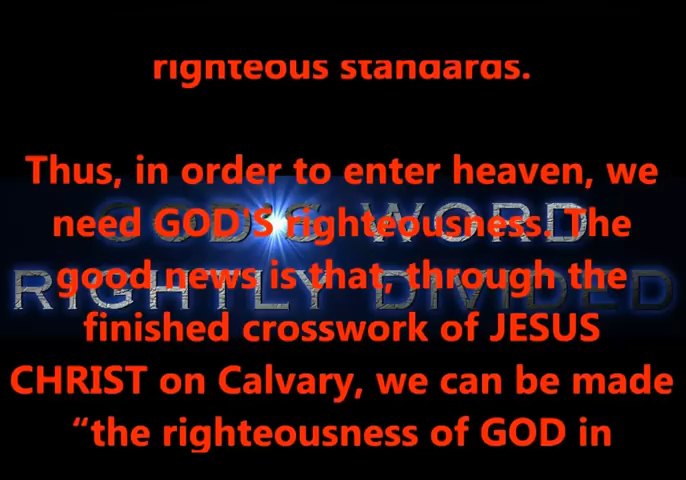 righteous standards.
Thus, in order to enter heaven, we
need GOD'S righteousness. The
GOD'S WORD
good news is that, through the
RIGHTLY DIVIDED
finished crosswork of JESUS
CHRIST on Calvary, we can be made
“the righteousness of GOD in